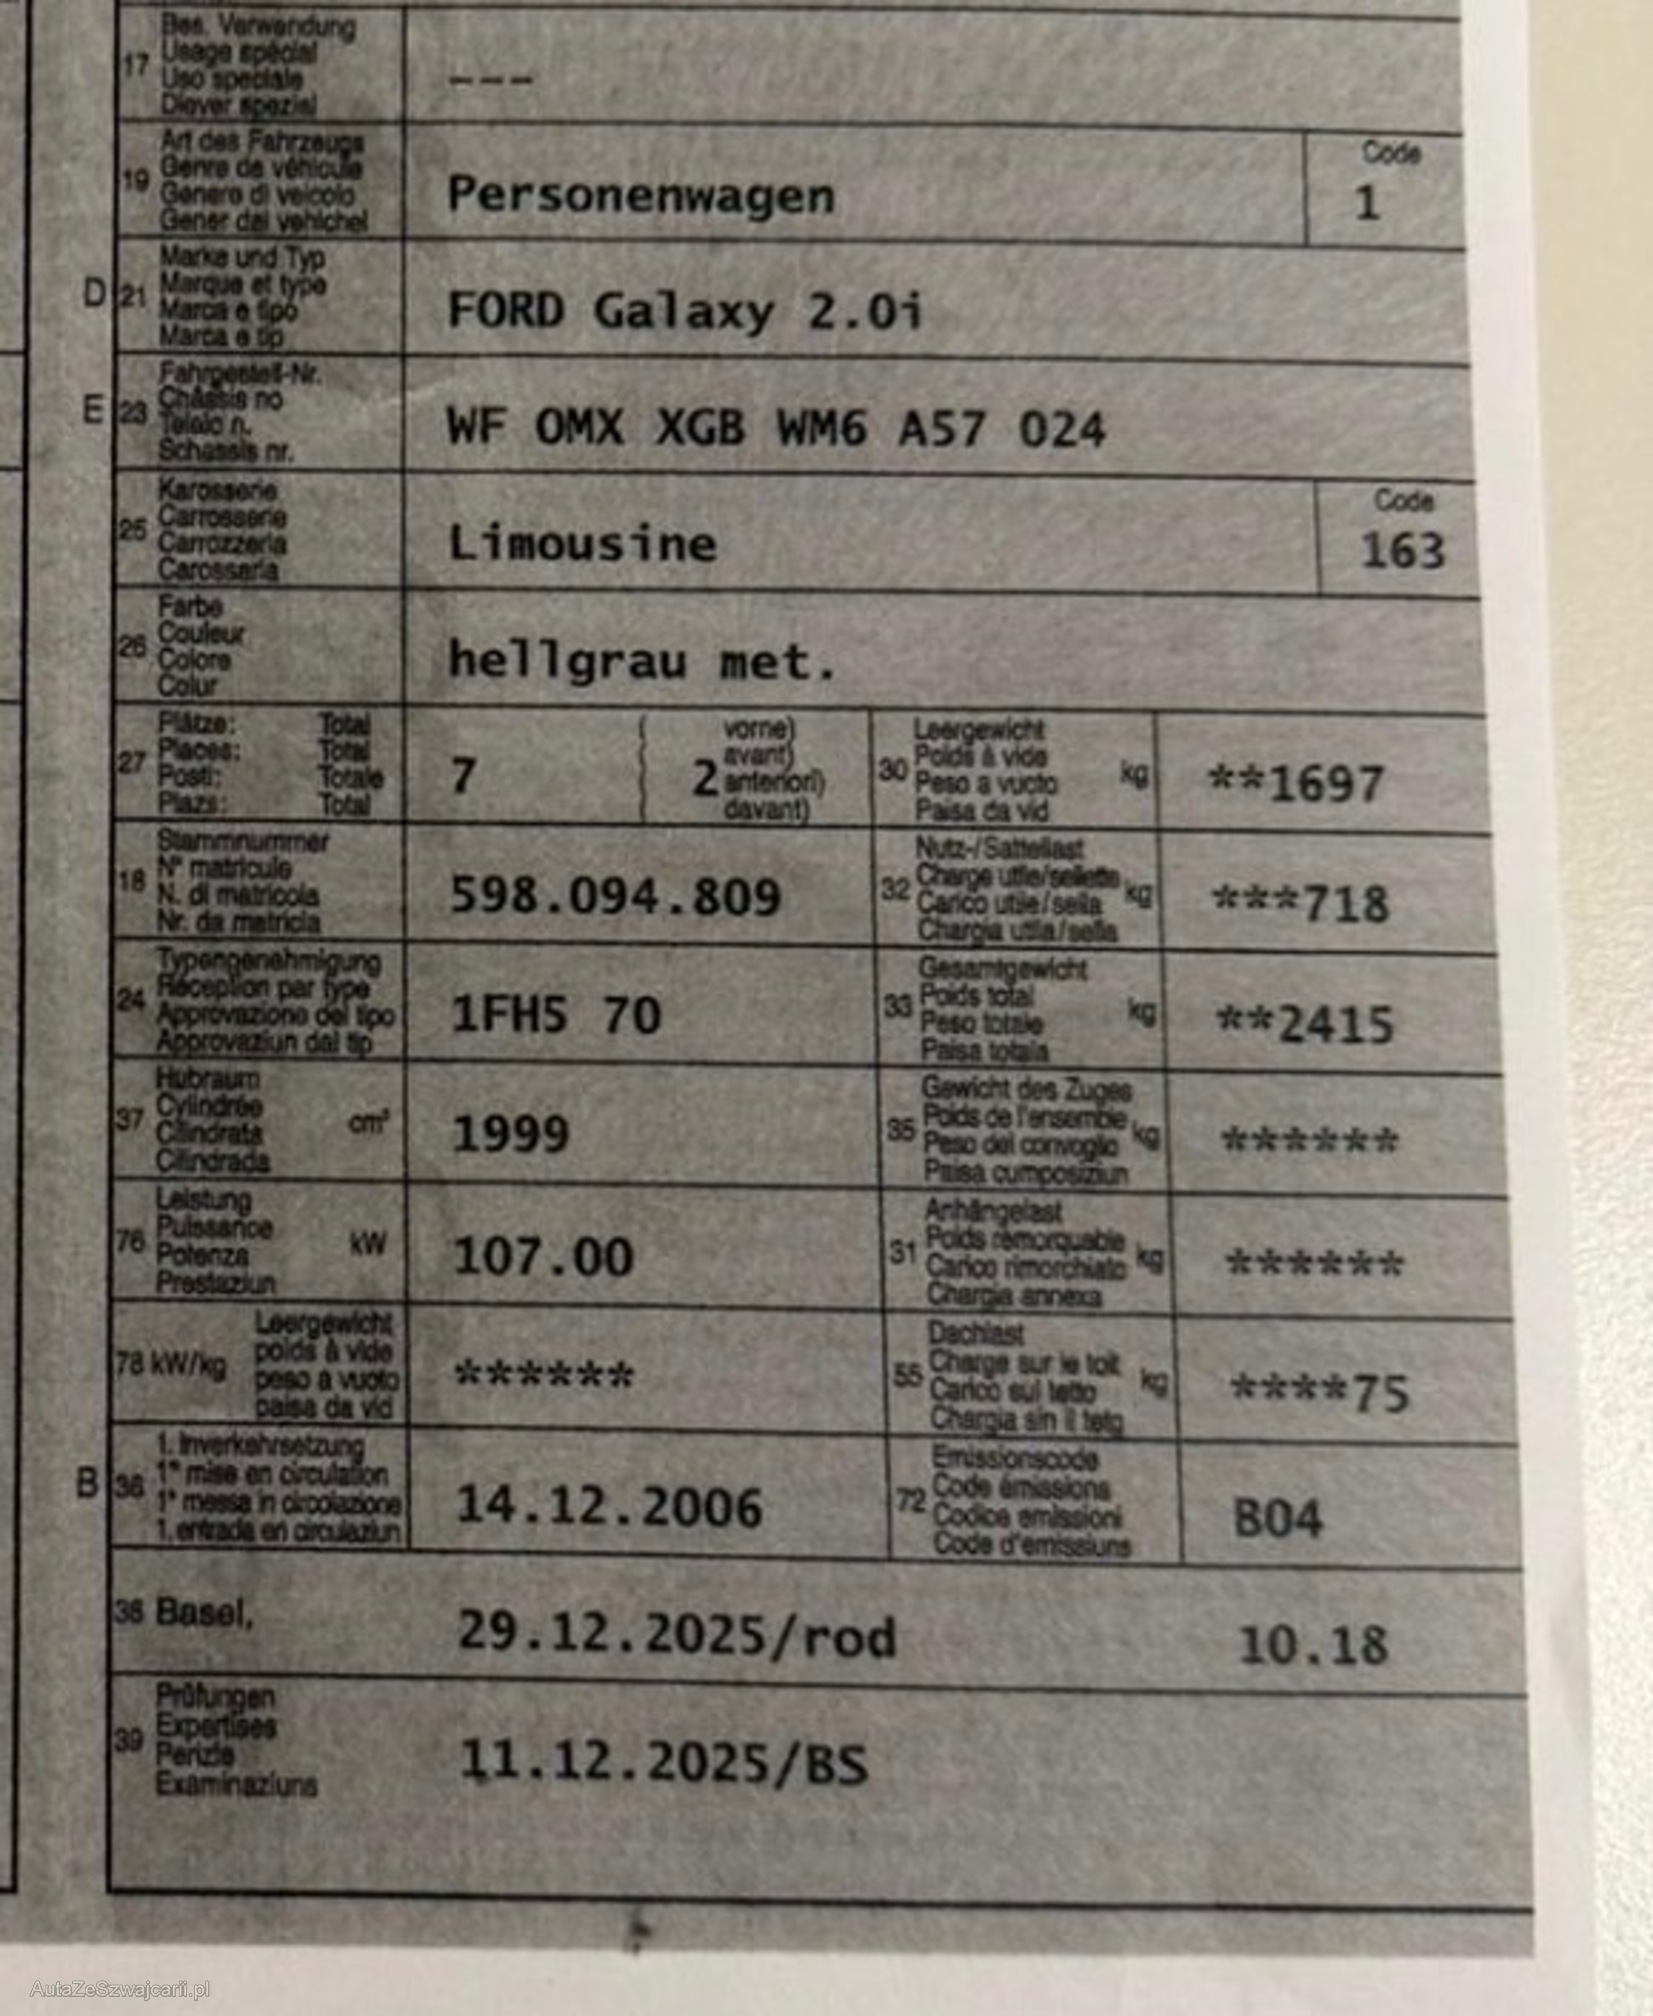 17 Bes. Verwendung
Usage spécial
Uso speciale
Diever spezial
---
19 Art des Fahrzeugs
Genre de véhicule
Genere di veicolo
Gener dal vehichel
Personenwagen
Code
1
D 21 Marke und Typ
Marque et type
Marca e tipo
Marca e tip
FORD Galaxy 2.0i
E 23 Fahrgestell-Nr.
Châssis no
Telaio n.
Schassis nr.
WF OMX XGB WM6 A57 024
25 Karosserie
Carrosserie
Carrozzeria
Carossaria
Limousine
Code
163
26 Farbe
Couleur
Colore
Colur
hellgrau met.
27 Plätze: Total
Places: Total
Posti: Totale
Plazs: Total
7 ( 2 vorne)
avant)
anteriori)
davant)
30 Leergewicht
Poids à vide
Peso a vuoto
Paisa da vid
kg **1697
18 Stammnummer
N° matricule
N. di matricola
Nr. da matricla
598.094.809
32 Nutz-/Sattellast
Charge utile/sellette
Carico utile/sella
Chargia utila/sella
kg ***718
24 Typengenehmigung
Réception par type
Approvazione del tipo
Approvaziun dal tip
1FH5 70
33 Gesamtgewicht
Poids total
Peso totale
Paisa totala
kg **2415
37 Hubraum
Cylindrée
Cilindrata
Cilindrada
cm³ 1999
35 Gewicht des Zuges
Poids de l'ensemble
Peso del convoglio
Paisa cumposiziun
kg ******
76 Leistung
Puissance
Potenza
Prestaziun
kW 107.00
31 Anhängelast
Poids remorquable
Carico rimorchiato
Chargia annexa
kg ******
78 kW/kg Leergewicht
poids à vide
peso a vuoto
paisa da vid
******
55 Dachlast
Charge sur le toit
Carico sul tetto
Chargia sin il tetg
kg ****75
B 36 1. Inverkehrsetzung
1re mise en circulation
1a messa in circolazione
1. entrada en circulaziun
14.12.2006
72 Emissionscode
Code émissions
Codice emissioni
Code d'emissiuns
B04
38 Basel, 29.12.2025/rod 10.18
39 Prüfungen
Expertises
Perizie
Examinaziuns
11.12.2025/BS
AutaZeSzwajcarii.pl